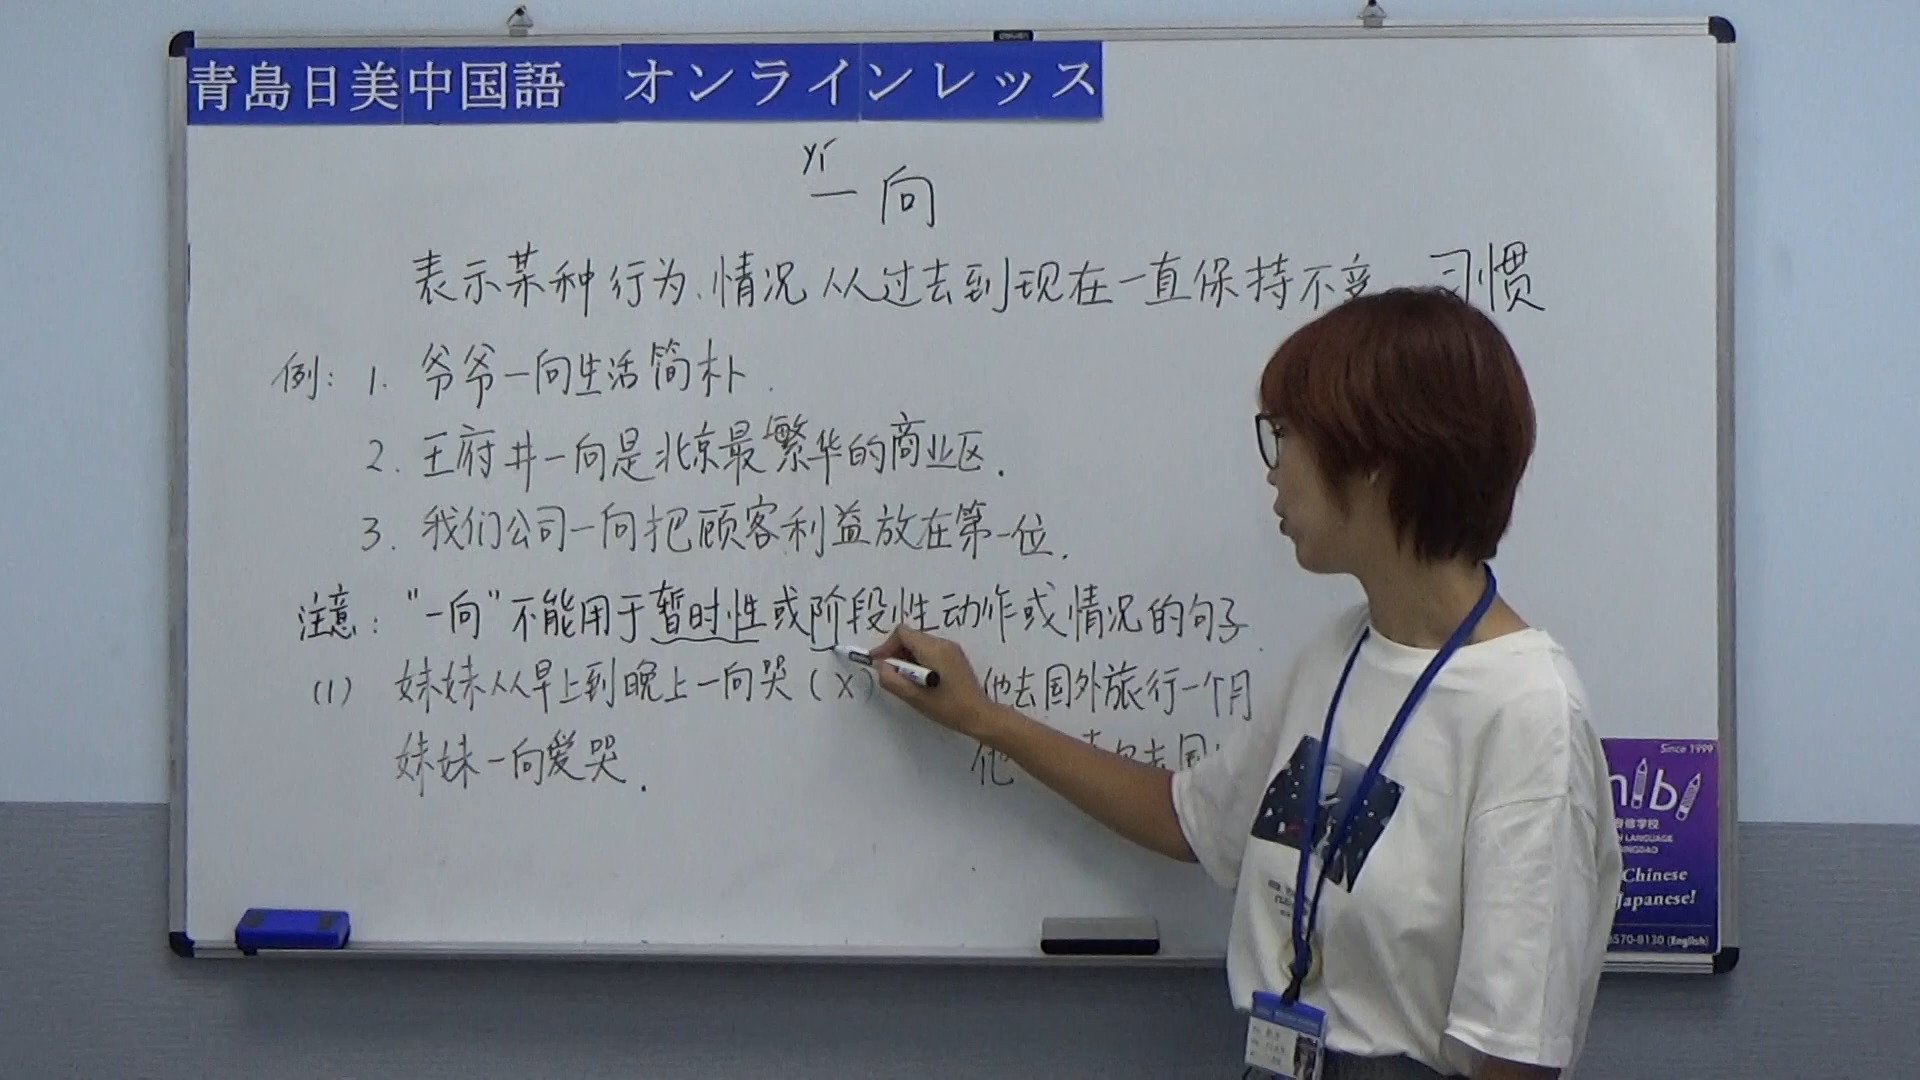 青島日美中国語 オンラインレッスン
yí
一向
表示某种行为、情况从过去到现在一直保持不变 习惯
例: 1. 爷爷一向生活简朴.
2. 王府井一向是北京最繁华的商业区.
3. 我们公司一向把顾客利益放在第一位.
注意: "一向"不能用于暂时性或阶段性动作或情况的句子
(1) 妹妹从早上到晚上一向哭(X) 他去国外旅行一个月
妹妹一向爱哭. 他 去国
Since 1999
LANGUAGE
Chinese
Japanese!
570-8130 (English)